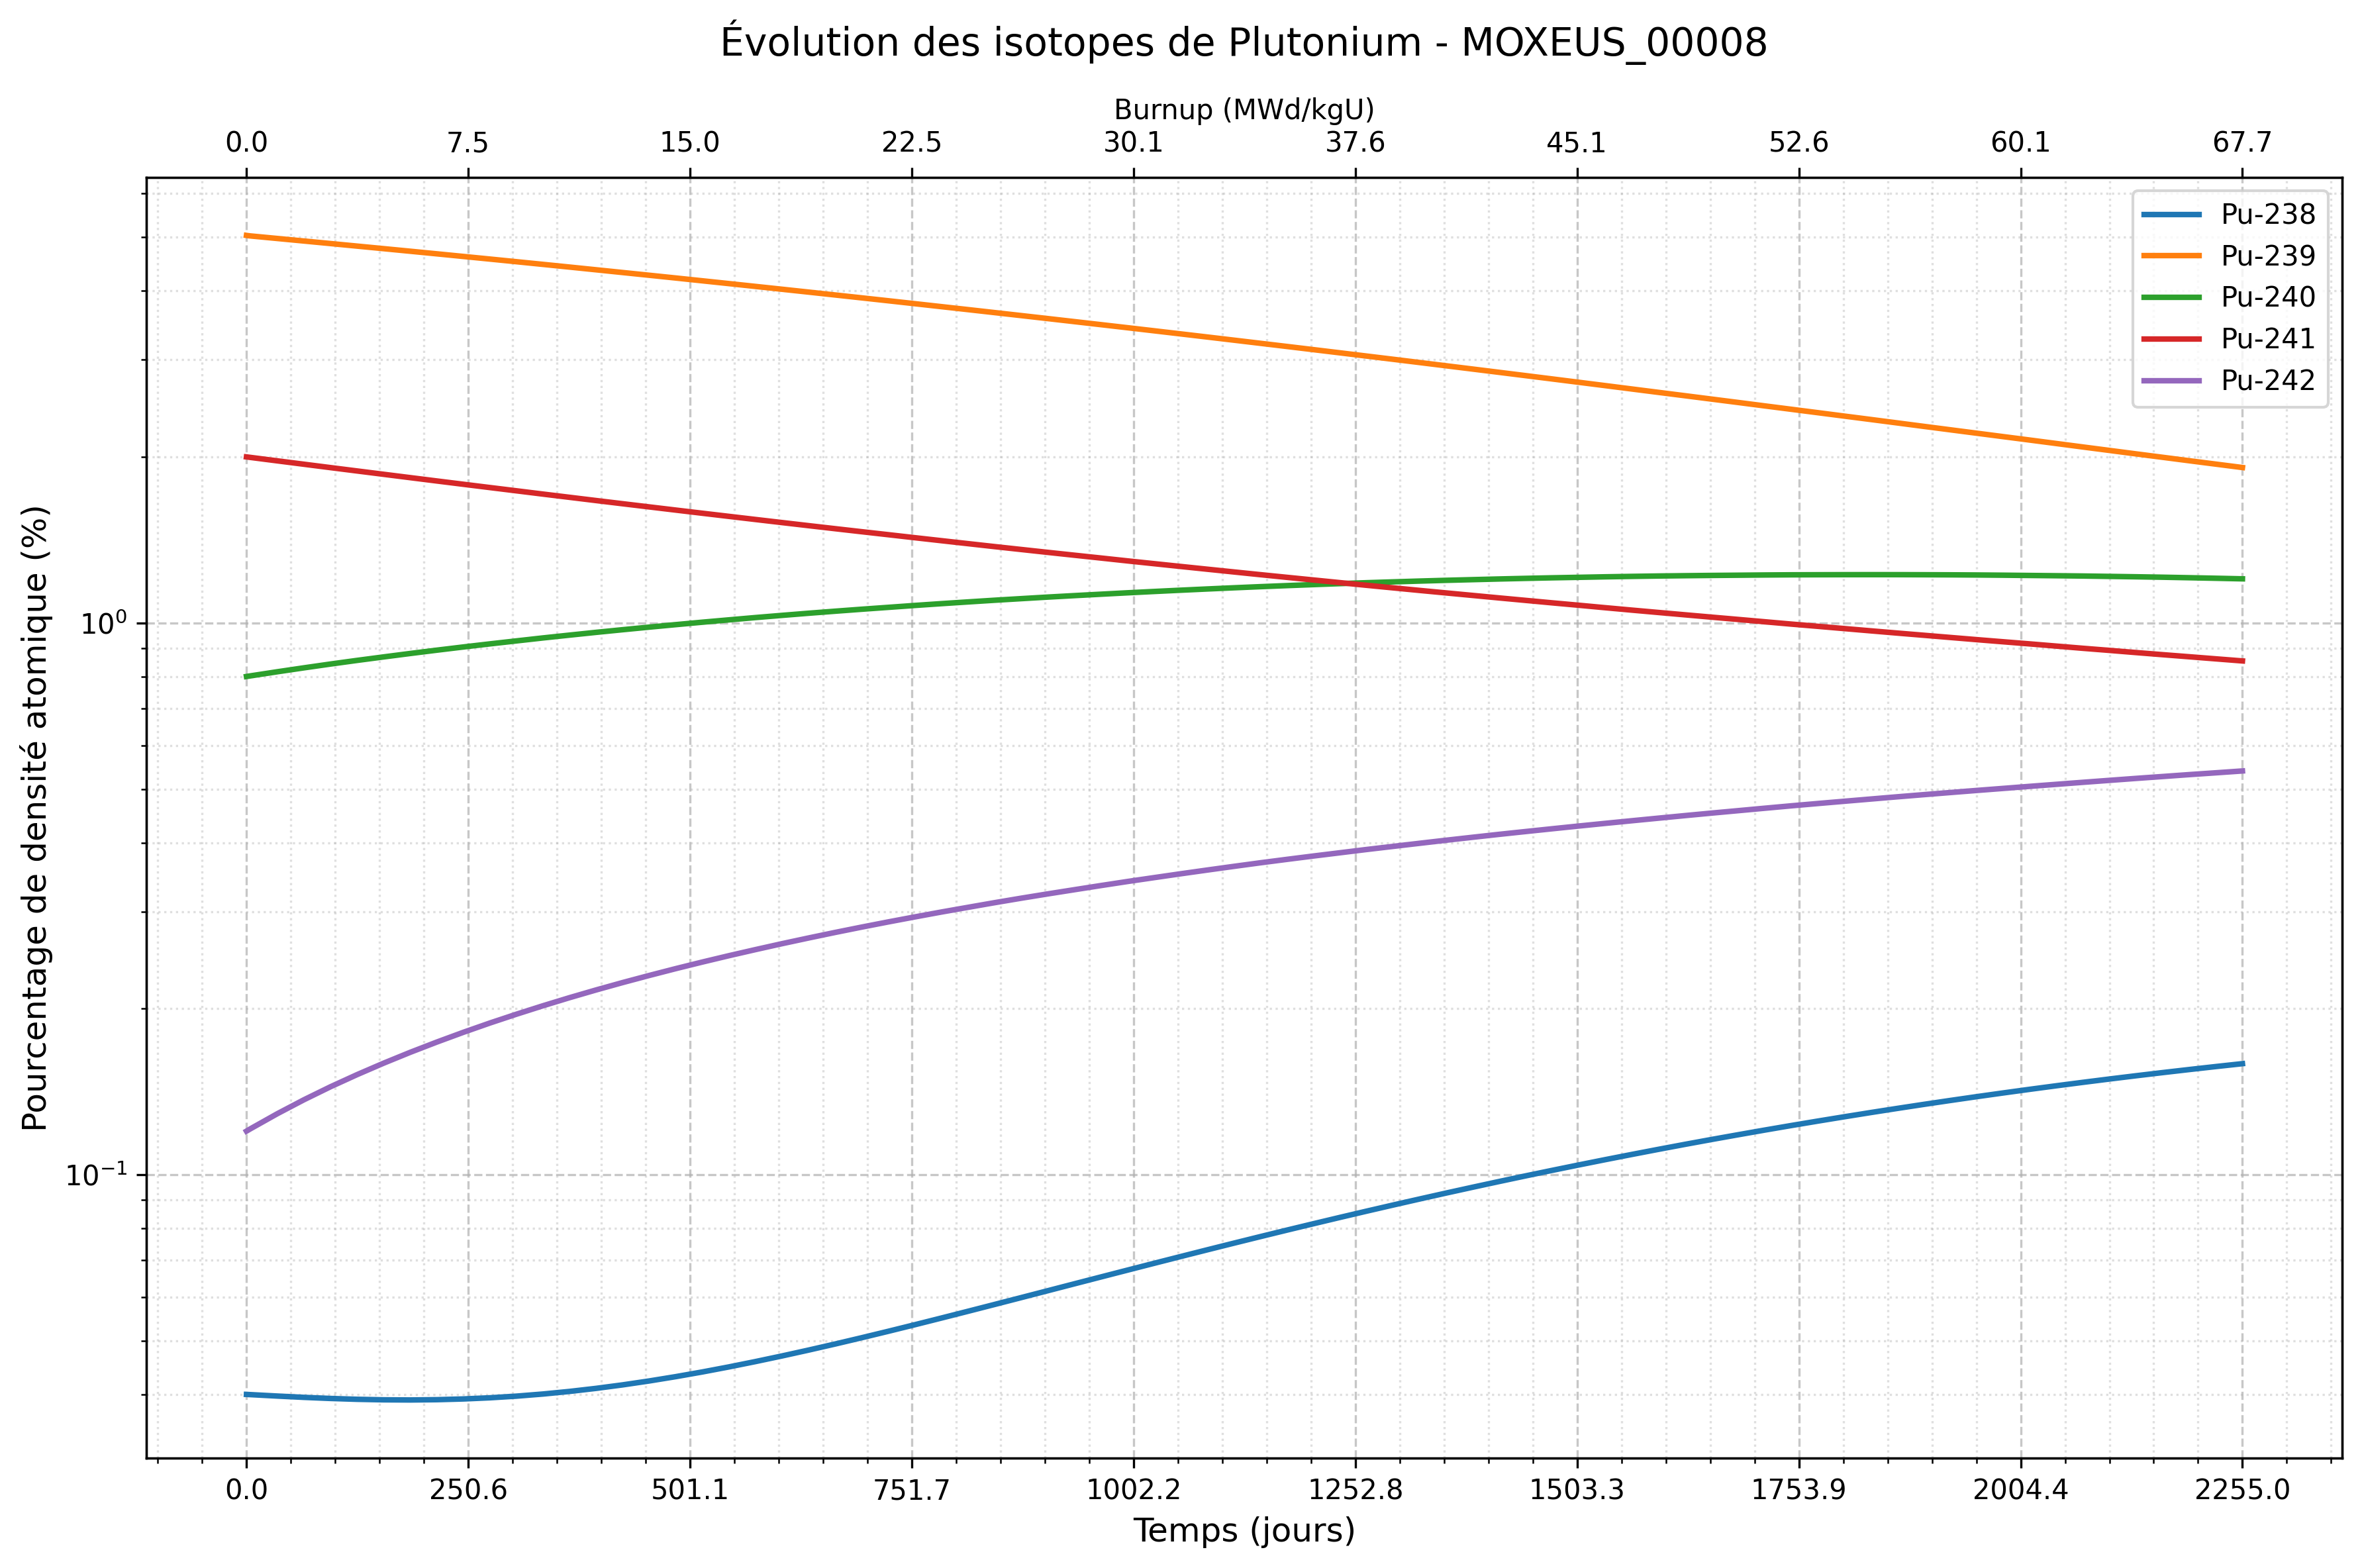 Évolution des isotopes de Plutonium - MOXEUS_00008
Burnup (MWd/kgU)
0.0 7.5 15.0 22.5 30.1 37.6 45.1 52.6 60.1 67.7
Pu-238
Pu-239
Pu-240
Pu-241
Pu-242
Pourcentage de densité atomique (%)
10⁰
10⁻¹
0.0 250.6 501.1 751.7 1002.2 1252.8 1503.3 1753.9 2004.4 2255.0
Temps (jours)